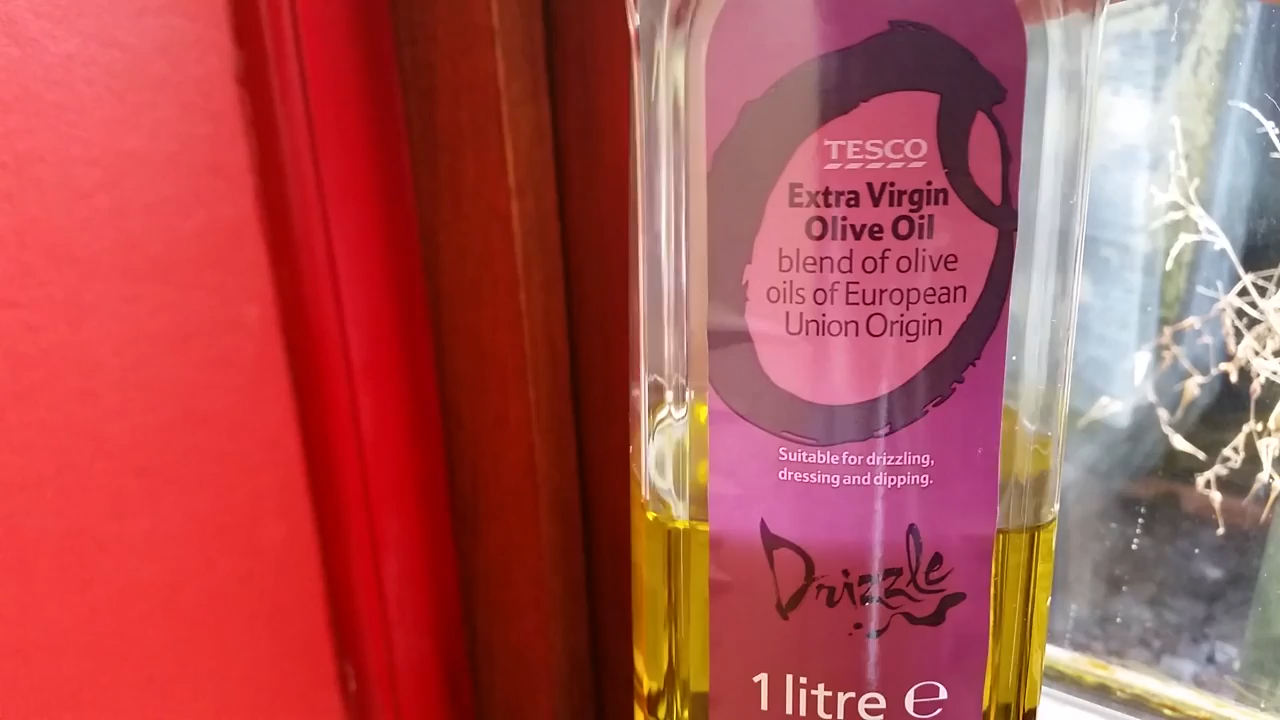 TESCO
Extra Virgin
Olive Oil
blend of olive
oils of European
Union Origin
Suitable for drizzling,
dressing and dipping.
Drizzle
1 litre ℮